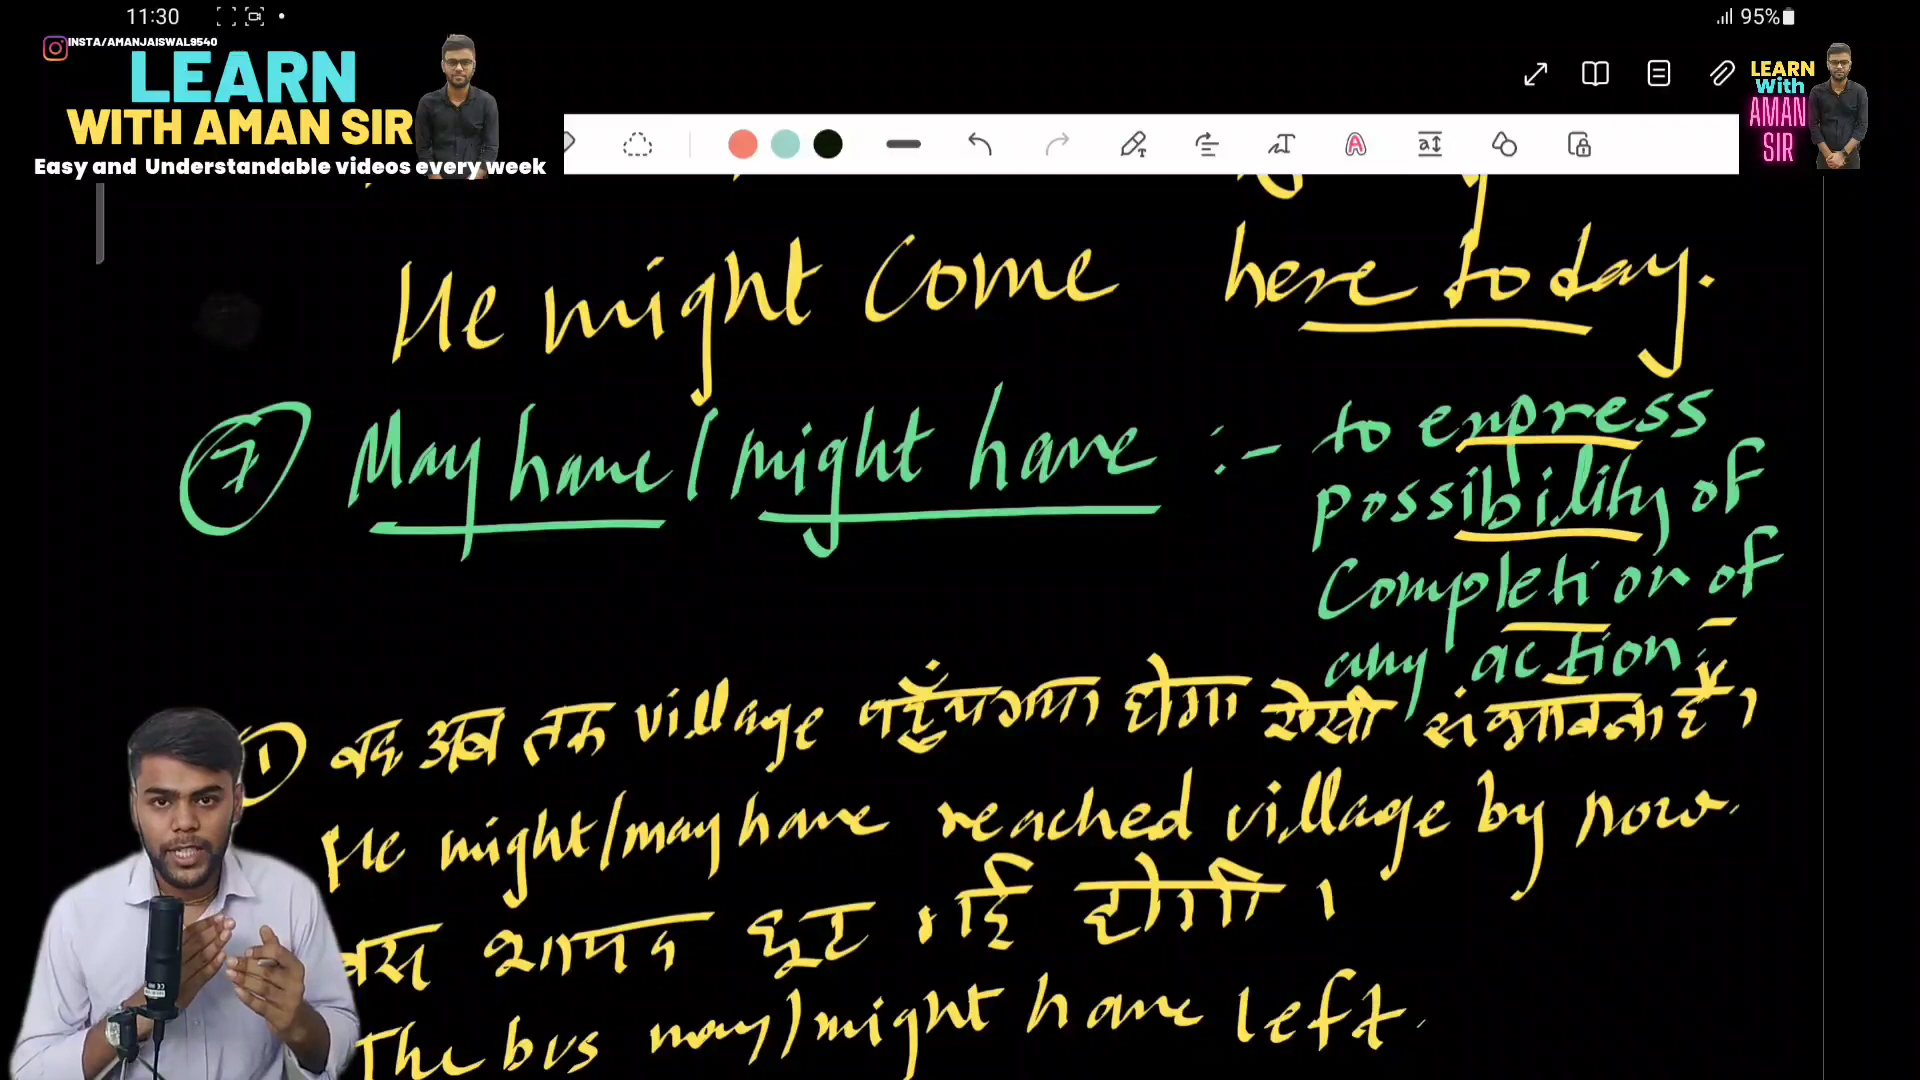 11:30
95%
INSTA/AMANJAISWAL9540
LEARN
WITH AMAN SIR
Easy and Understandable videos every week
LEARN
With
AMAN
SIR
He might come here today.
7 May have / might have :- to express
possibility of
Completion of
any action.
1 वह अब तक village पहुँच गया होगा ऐसी संभावना है।
He might/may have reached village by now.
बस शायद छूट गई होगी ।
The bus may/might have left.